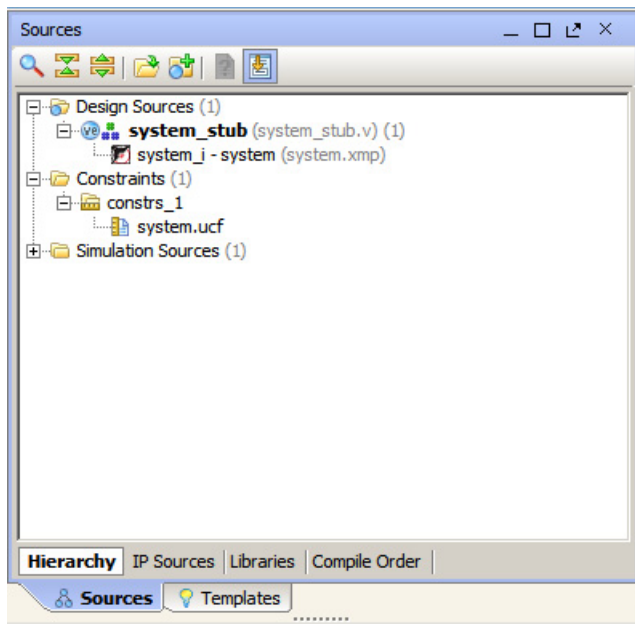 Sources
Design Sources (1)
system_stub (system_stub.v) (1)
system_i - system (system.xmp)
Constraints (1)
constrs_1
system.ucf
Simulation Sources (1)
Hierarchy IP Sources Libraries Compile Order
Sources Templates